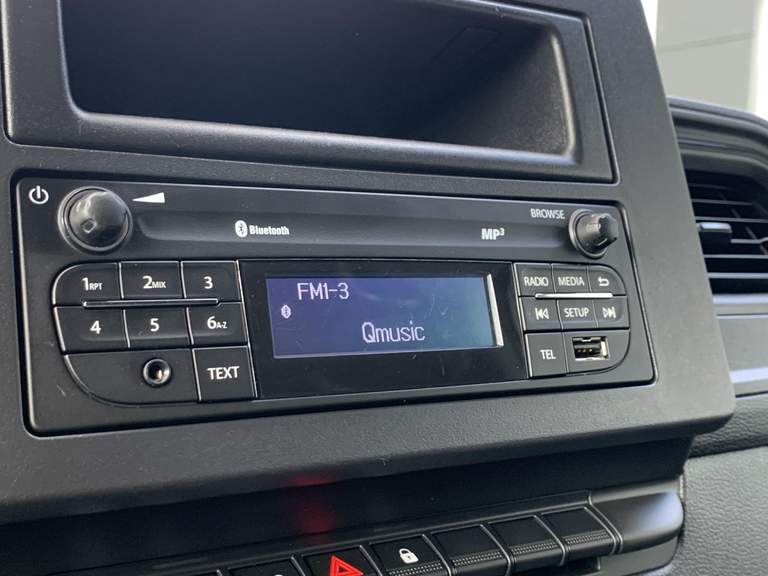 Bluetooth
MP3
BROWSE
1RPT 2MIX 3
4 5 6A-Z
TEXT
FM1-3
Qmusic
RADIO MEDIA
SETUP
TEL